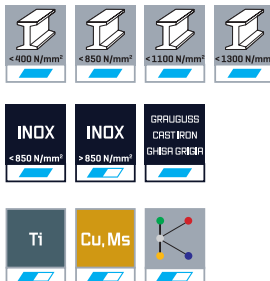 <400 N/mm² <850 N/mm² <1100 N/mm² <1300 N/mm²
INOX INOX GRAUGUSS
CAST IRON
GHISA GRIGIA
<850 N/mm² >850 N/mm²
Ti Cu, Ms